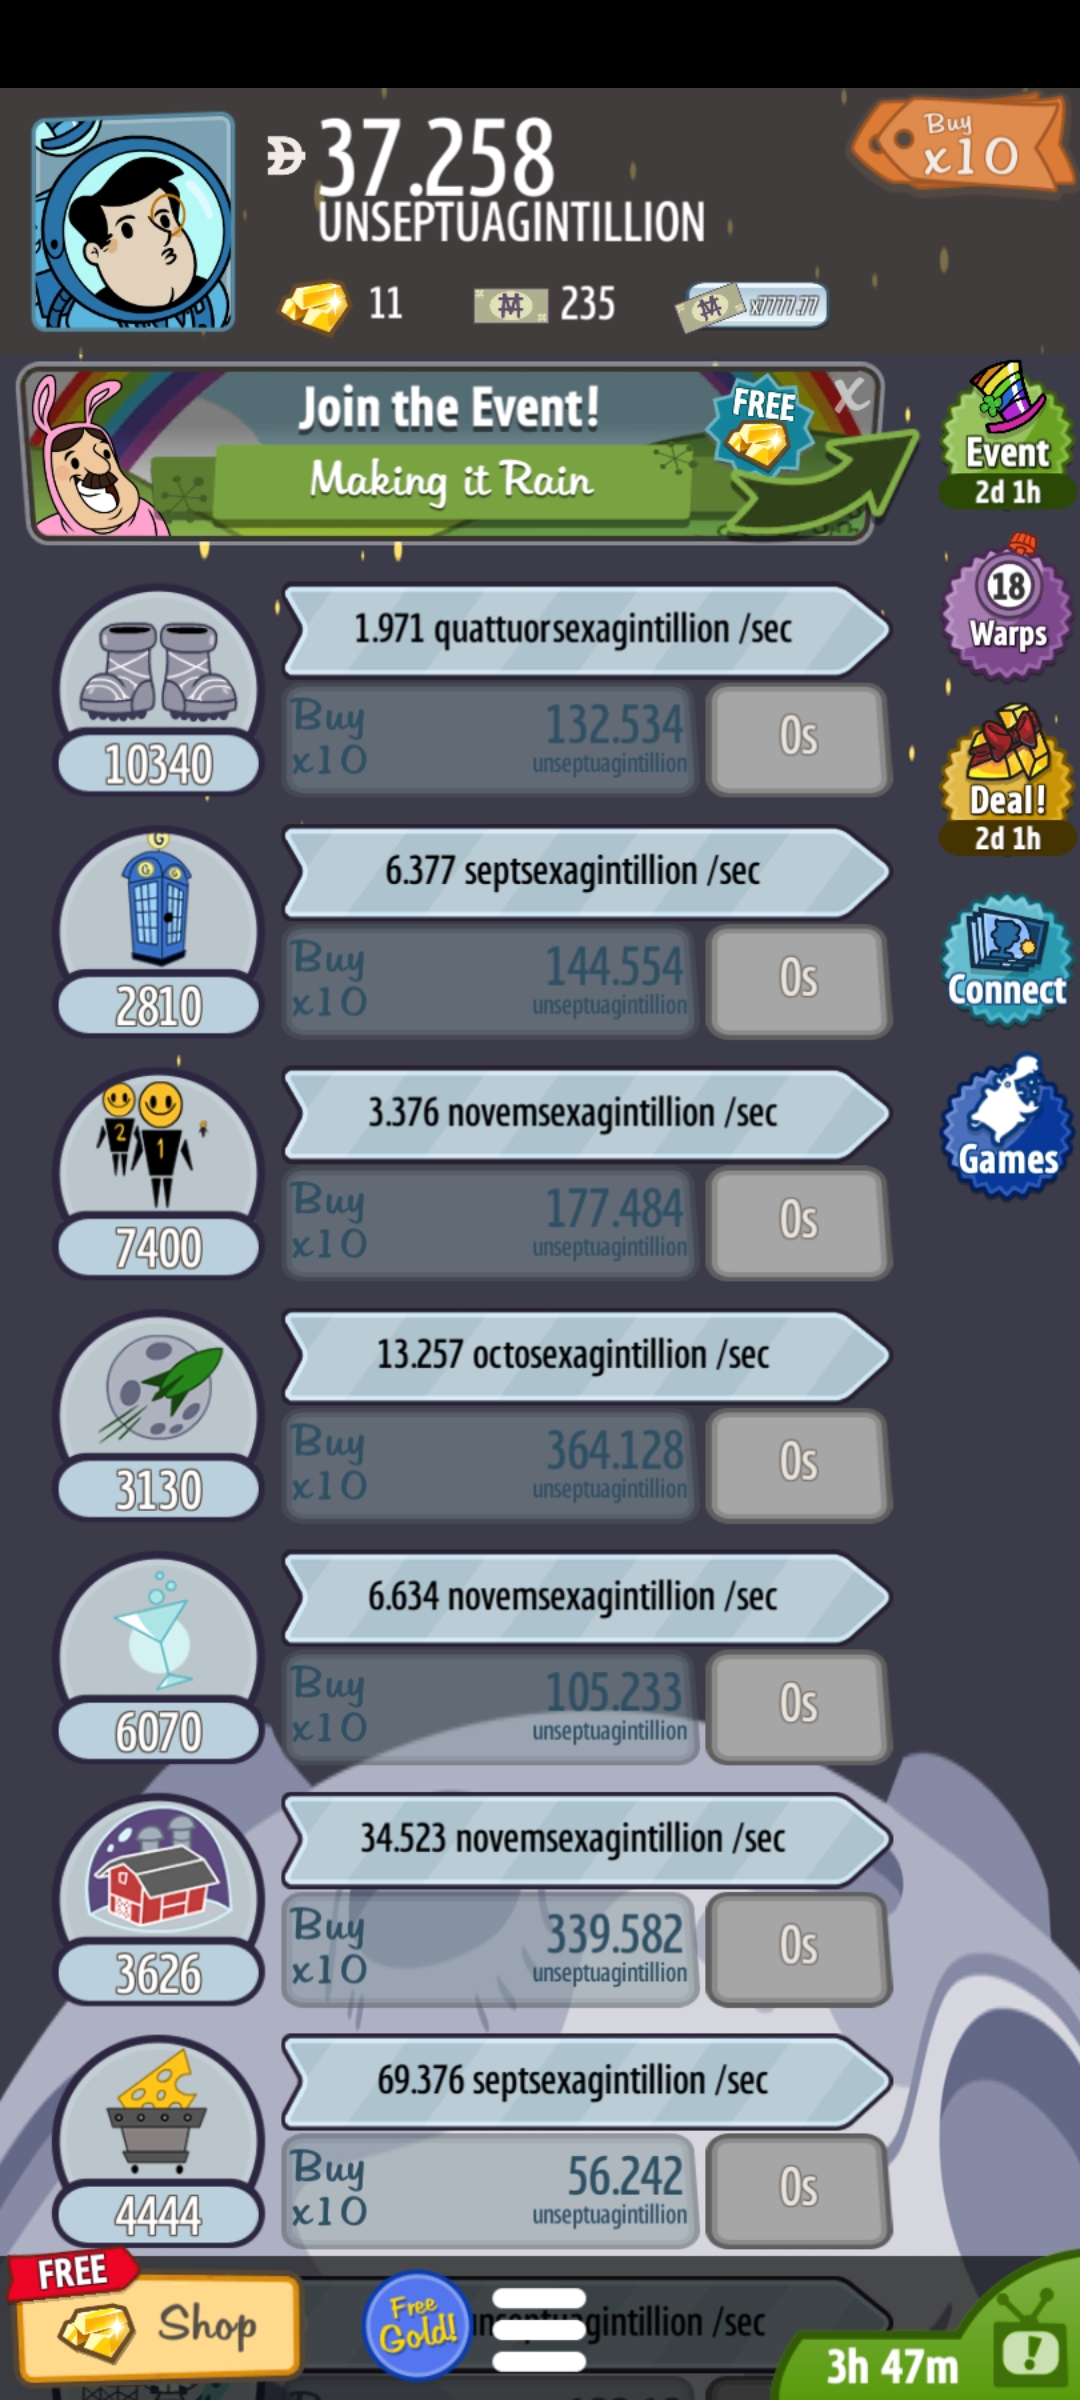 37.258
UNSEPTUAGINTILLION
Buy
x10
11
235
x7777.77
Join the Event!
FREE
X
Making it Rain
Event
2d 1h
1.971 quattuorsexagintillion /sec
Buy
x10
132.534
unseptuagintillion
0s
10340
18
Warps
6.377 septsexagintillion /sec
Buy
x10
144.554
unseptuagintillion
0s
G
G
G
2810
Deal!
2d 1h
Connect
3.376 novemsexagintillion /sec
Buy
x10
177.484
unseptuagintillion
0s
2
1
7400
Games
13.257 octosexagintillion /sec
Buy
x10
364.128
unseptuagintillion
0s
3130
6.634 novemsexagintillion /sec
Buy
x10
105.233
unseptuagintillion
0s
6070
34.523 novemsexagintillion /sec
Buy
x10
339.582
unseptuagintillion
0s
3626
69.376 septsexagintillion /sec
Buy
x10
56.242
unseptuagintillion
0s
4444
FREE
Shop
Free
Gold!
/sec
3h 47m
!